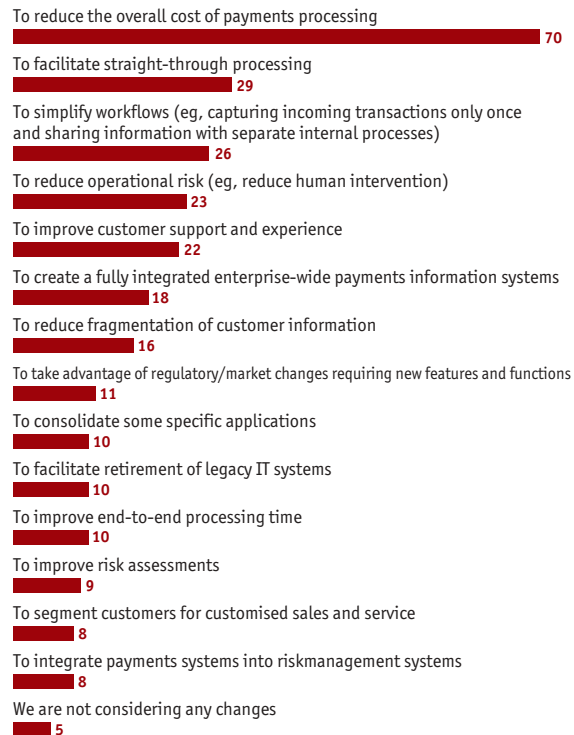 To reduce the overall cost of payments processing
70
To facilitate straight-through processing
29
To simplify workflows (eg, capturing incoming transactions only once
and sharing information with separate internal processes)
26
To reduce operational risk (eg, reduce human intervention)
23
To improve customer support and experience
22
To create a fully integrated enterprise-wide payments information systems
18
To reduce fragmentation of customer information
16
To take advantage of regulatory/market changes requiring new features and functions
11
To consolidate some specific applications
10
To facilitate retirement of legacy IT systems
10
To improve end-to-end processing time
10
To improve risk assessments
9
To segment customers for customised sales and service
8
To integrate payments systems into riskmanagement systems
8
We are not considering any changes
5